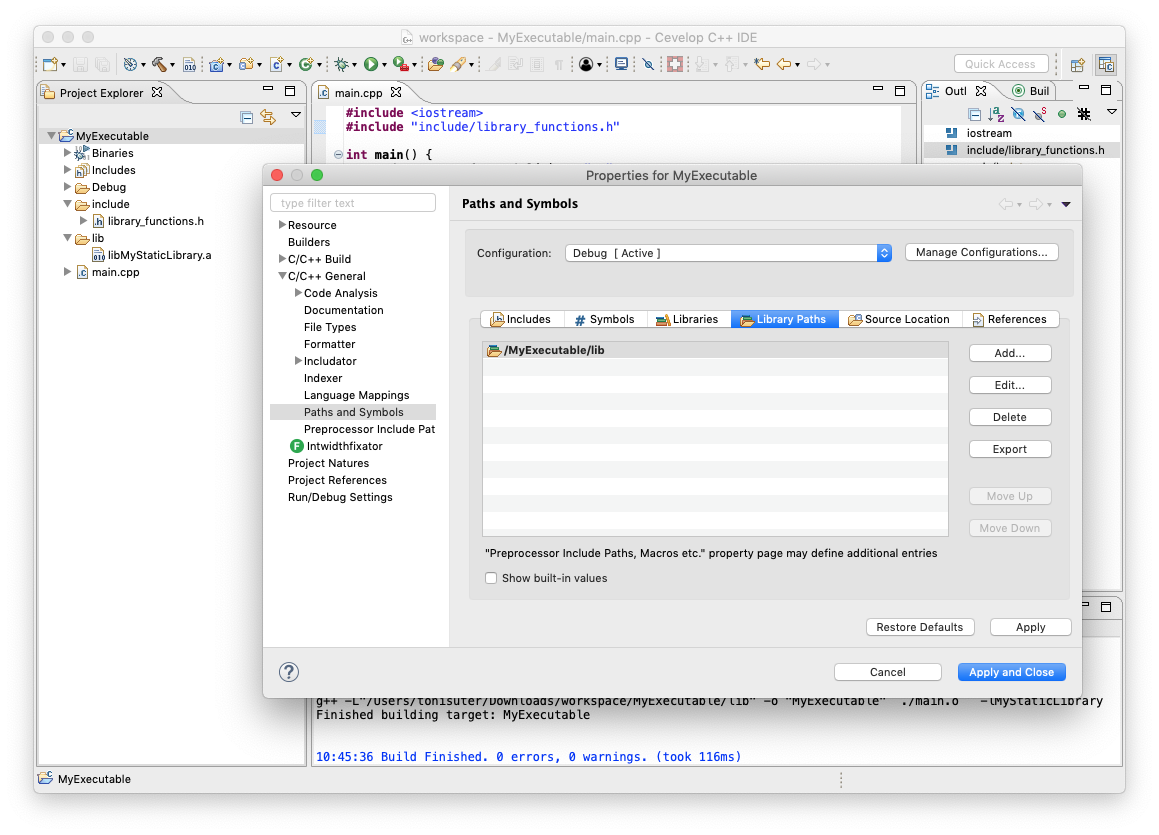 workspace - MyExecutable/main.cpp - Cevelop C++ IDE
Quick Access
Project Explorer
MyExecutable
Binaries
Includes
Debug
include
library_functions.h
lib
libMyStaticLibrary.a
main.cpp
main.cpp
#include <iostream>
#include "include/library_functions.h"
int main() {
Outl
Buil
iostream
include/library_functions.h
Properties for MyExecutable
type filter text
Resource
Builders
C/C++ Build
C/C++ General
Code Analysis
Documentation
File Types
Formatter
Includator
Indexer
Language Mappings
Paths and Symbols
Preprocessor Include Pat
Intwidthfixator
Project Natures
Project References
Run/Debug Settings
Paths and Symbols
Configuration:
Debug [ Active ]
Manage Configurations...
Includes
# Symbols
Libraries
Library Paths
Source Location
References
/MyExecutable/lib
Add...
Edit...
Delete
Export
Move Up
Move Down
"Preprocessor Include Paths, Macros etc." property page may define additional entries
Show built-in values
Restore Defaults
Apply
?
Cancel
Apply and Close
g++ -L"/Users/tonisuter/Downloads/workspace/MyExecutable/lib" -o "MyExecutable" ./main.o -lMyStaticLibrary
Finished building target: MyExecutable
10:45:36 Build Finished. 0 errors, 0 warnings. (took 116ms)
MyExecutable